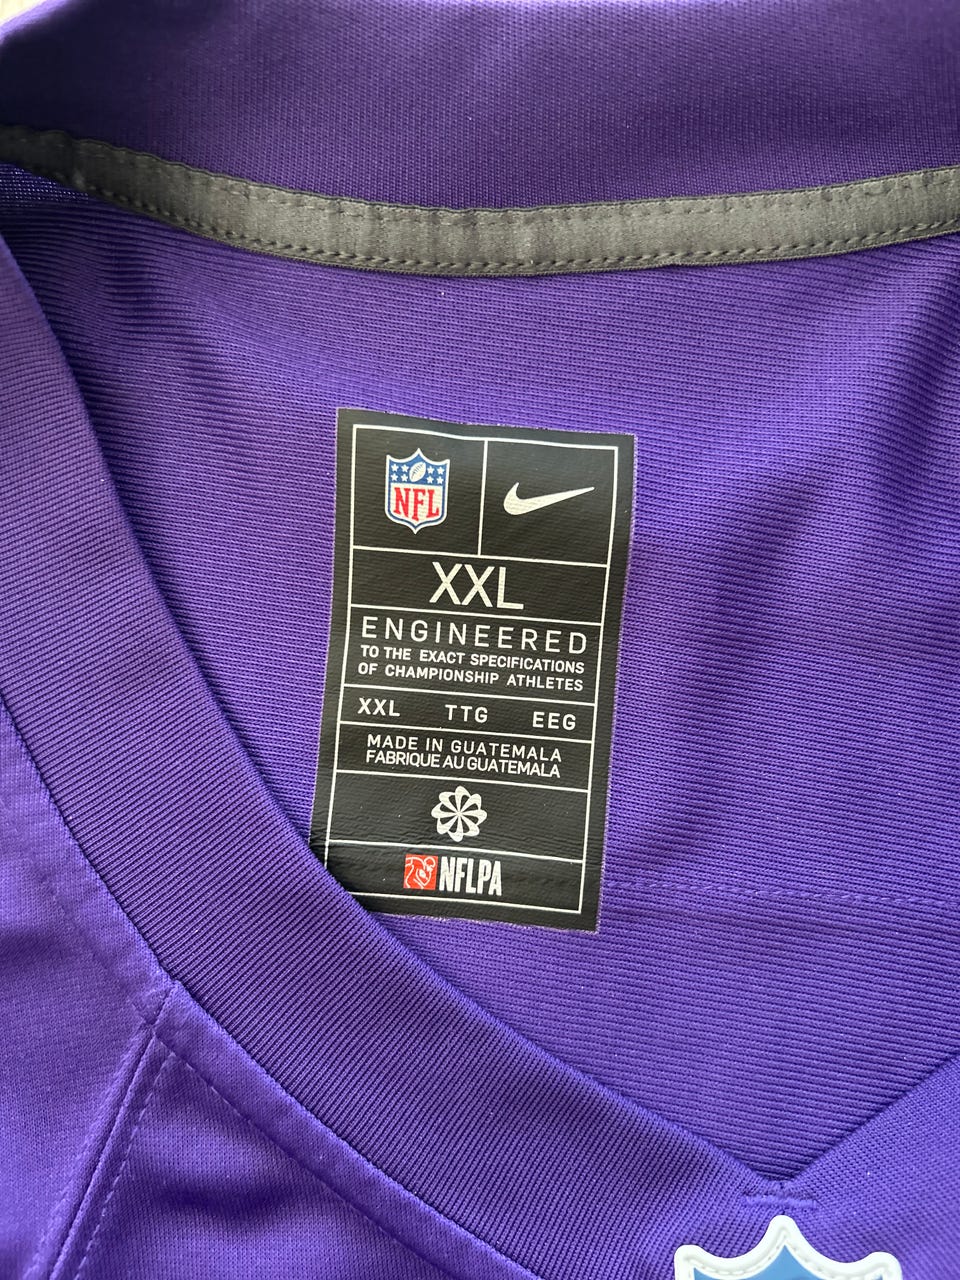 NFL
XXL
ENGINEERED
TO THE EXACT SPECIFICATIONS
OF CHAMPIONSHIP ATHLETES
XXL TTG EEG
MADE IN GUATEMALA
FABRIQUE AU GUATEMALA
NFLPA